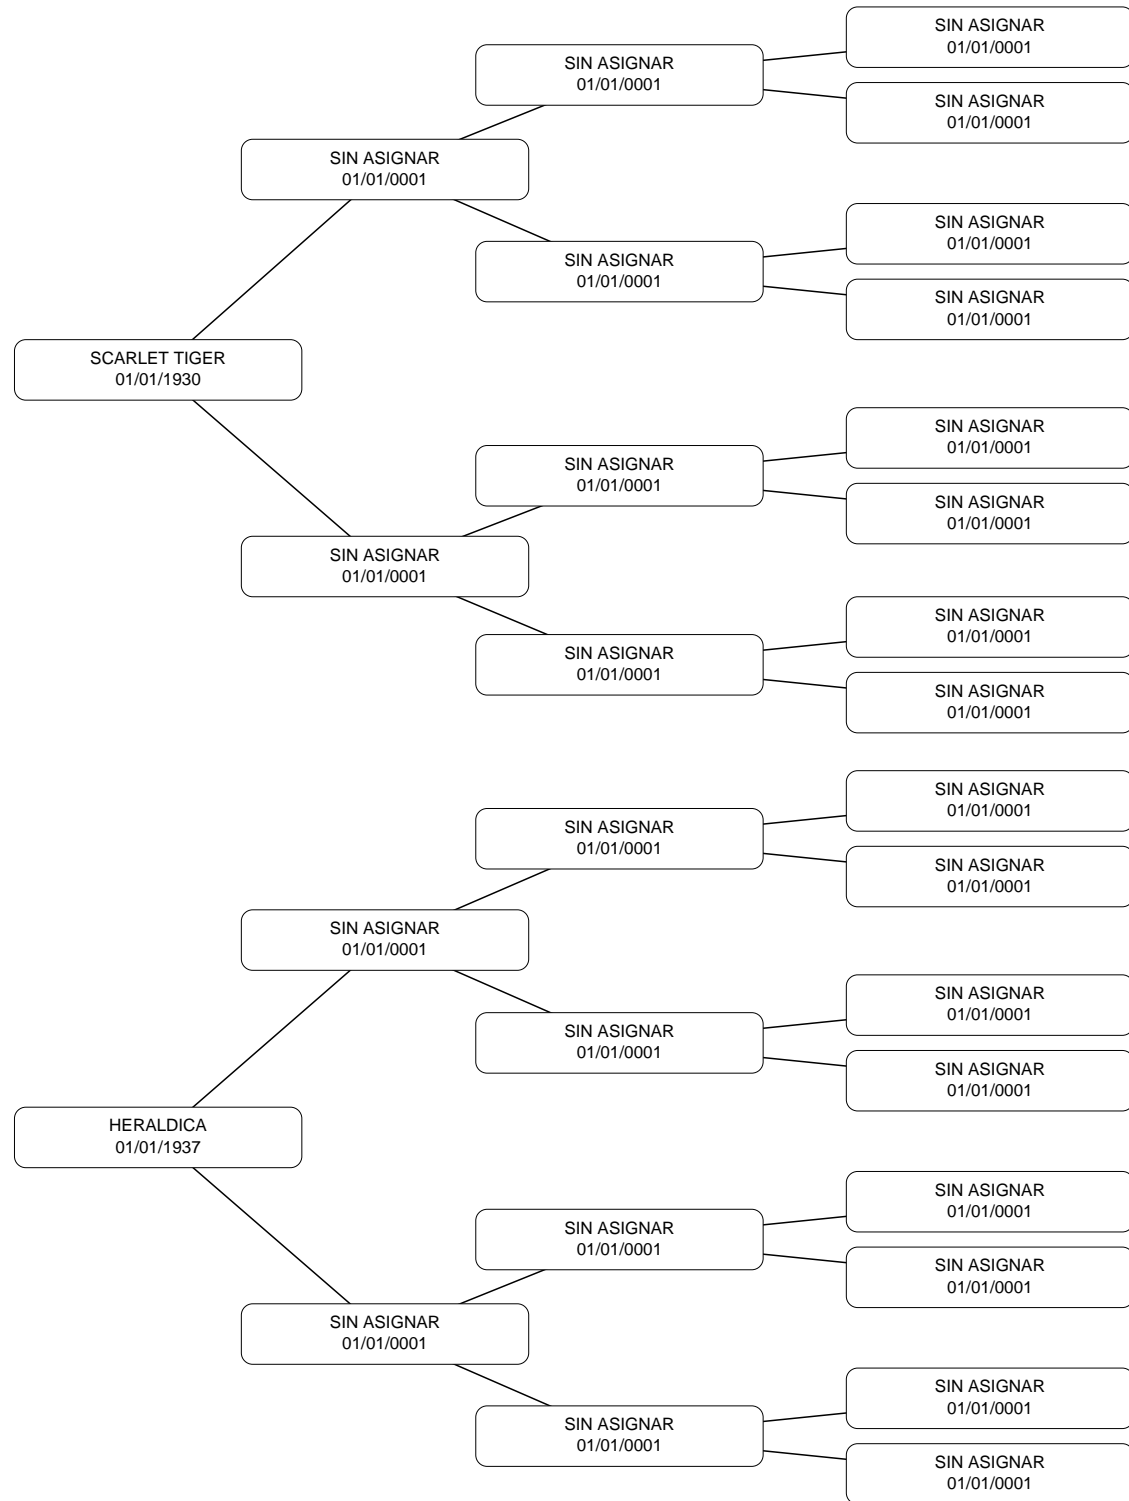 SIN ASIGNAR
01/01/0001
SIN ASIGNAR
01/01/0001
SIN ASIGNAR
01/01/0001
SIN ASIGNAR
01/01/0001
SIN ASIGNAR
01/01/0001
SIN ASIGNAR
01/01/0001
SIN ASIGNAR
01/01/0001
SCARLET TIGER
01/01/1930
SIN ASIGNAR
01/01/0001
SIN ASIGNAR
01/01/0001
SIN ASIGNAR
01/01/0001
SIN ASIGNAR
01/01/0001
SIN ASIGNAR
01/01/0001
SIN ASIGNAR
01/01/0001
SIN ASIGNAR
01/01/0001
SIN ASIGNAR
01/01/0001
SIN ASIGNAR
01/01/0001
SIN ASIGNAR
01/01/0001
SIN ASIGNAR
01/01/0001
SIN ASIGNAR
01/01/0001
SIN ASIGNAR
01/01/0001
SIN ASIGNAR
01/01/0001
HERALDICA
01/01/1937
SIN ASIGNAR
01/01/0001
SIN ASIGNAR
01/01/0001
SIN ASIGNAR
01/01/0001
SIN ASIGNAR
01/01/0001
SIN ASIGNAR
01/01/0001
SIN ASIGNAR
01/01/0001
SIN ASIGNAR
01/01/0001